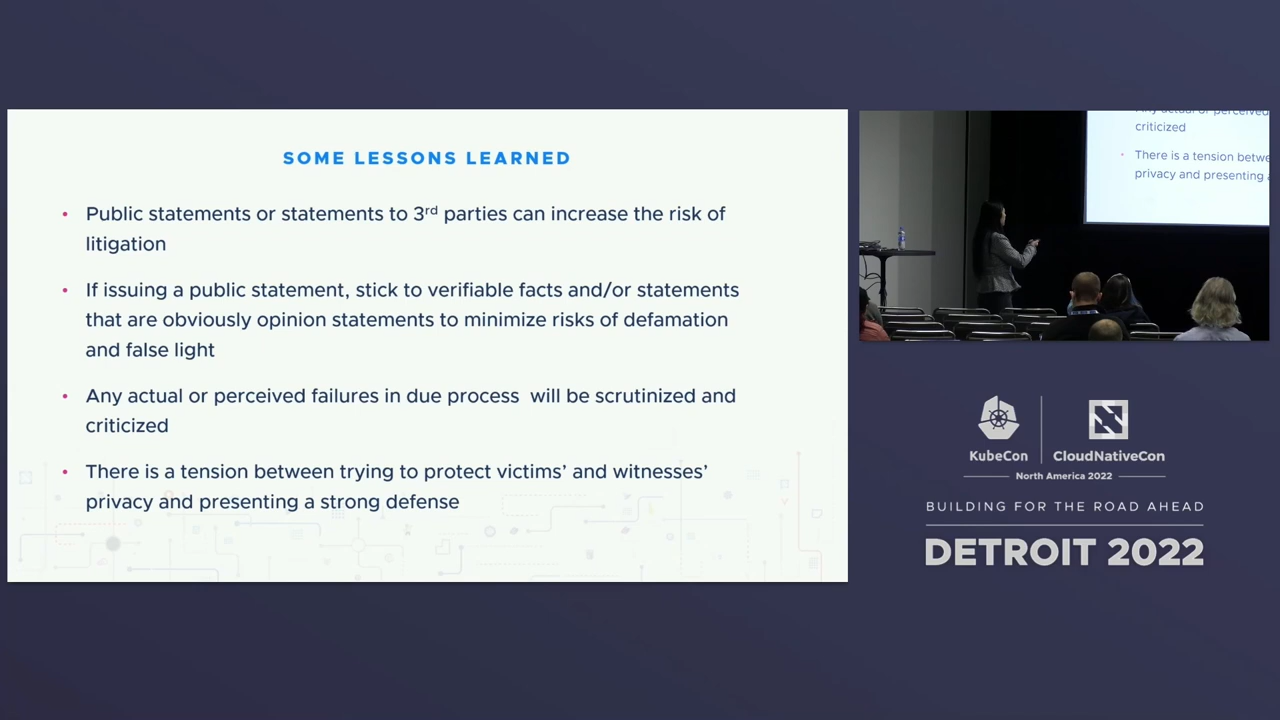 SOME LESSONS LEARNED
• Public statements or statements to 3rd parties can increase the risk of
litigation
• If issuing a public statement, stick to verifiable facts and/or statements
that are obviously opinion statements to minimize risks of defamation
and false light
• Any actual or perceived failures in due process will be scrutinized and
criticized
• There is a tension between trying to protect victims’ and witnesses’
privacy and presenting a strong defense
Any actual or perceived
criticized
• There is a tension betwe
privacy and presenting
KubeCon
CloudNativeCon
North America 2022
BUILDING FOR THE ROAD AHEAD
DETROIT 2022